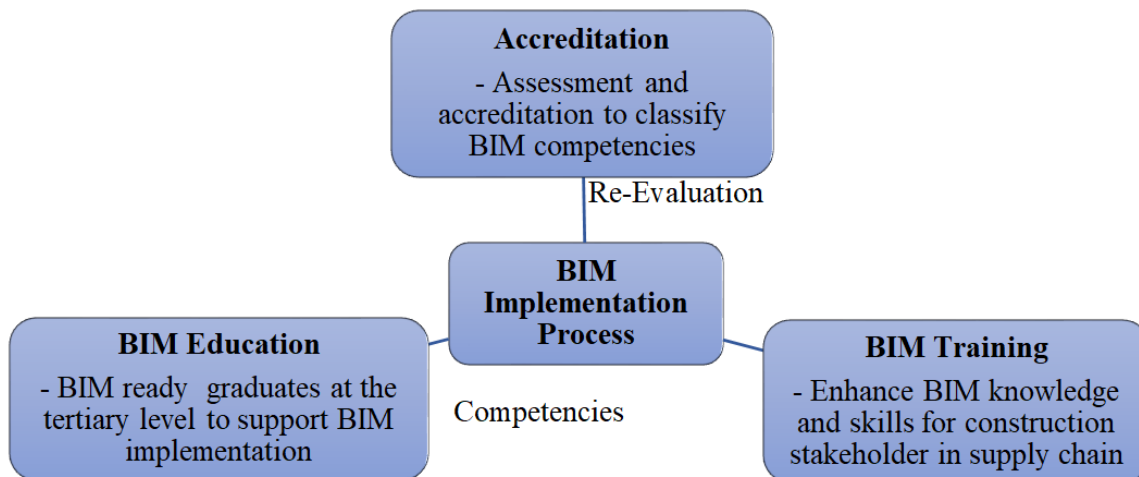 Accreditation
- Assessment and
accreditation to classify
BIM competencies
Re-Evaluation
BIM
Implementation
Process
BIM Education
- BIM ready graduates at the
tertiary level to support BIM
implementation
Competencies
BIM Training
- Enhance BIM knowledge
and skills for construction
stakeholder in supply chain